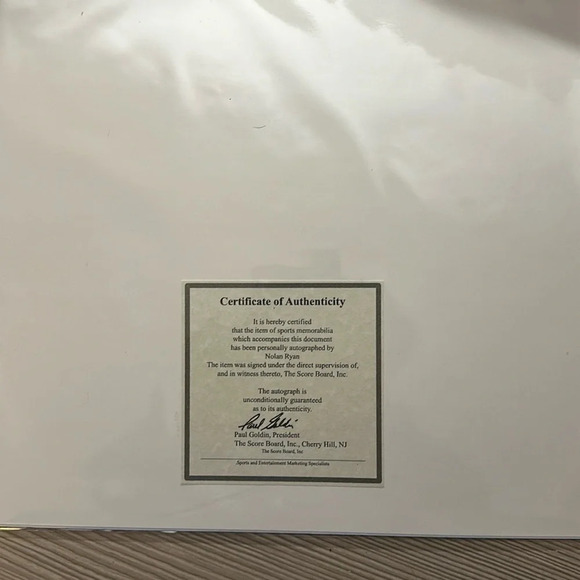 Certificate of Authenticity
It is hereby certified
that the item of sports memorabilia
which accompanies this document
has been personally autographed by
Nolan Ryan
The item was signed under the direct supervision of,
and in witness thereto, The Score Board, Inc.
The autograph is
unconditionally guaranteed
as to its authenticity.
Paul Goldin
Paul Goldin, President
The Score Board, Inc., Cherry Hill, NJ
The Score Board, Inc
Sports and Entertainment Marketing Specialists